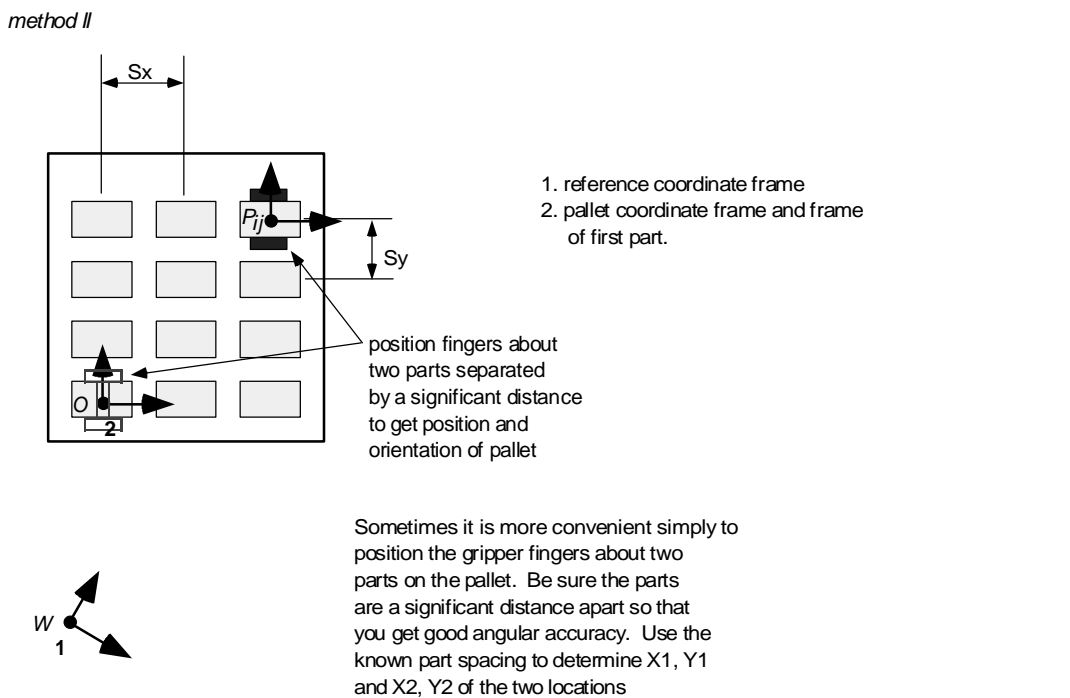 method II
Sx
1. reference coordinate frame
2. pallet coordinate frame and frame
of first part.
Pij
Sy
position fingers about
two parts separated
by a significant distance
to get position and
orientation of pallet
O
2
Sometimes it is more convenient simply to
position the gripper fingers about two
parts on the pallet. Be sure the parts
are a significant distance apart so that
you get good angular accuracy. Use the
known part spacing to determine X1, Y1
and X2, Y2 of the two locations
W
1